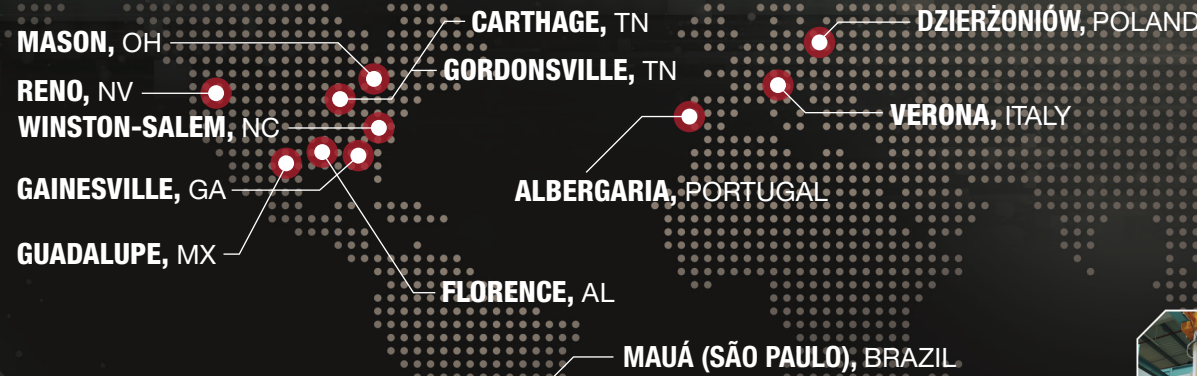 CARTHAGE, TN
DZIERŻONIÓW, POLAND
MASON, OH
GORDONSVILLE, TN
RENO, NV
VERONA, ITALY
WINSTON-SALEM, NC
GAINESVILLE, GA
ALBERGARIA, PORTUGAL
GUADALUPE, MX
FLORENCE, AL
MAUÁ (SÃO PAULO), BRAZIL